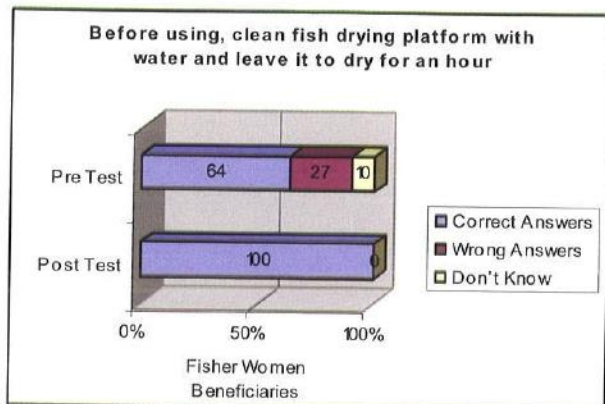 Before using, clean fish drying platform with
water and leave it to dry for an hour
Pre Test
64
27
10
Post Test
100
0
0%
50%
100%
Fisher Women
Beneficiaries
Correct Answers
Wrong Answers
Don't Know